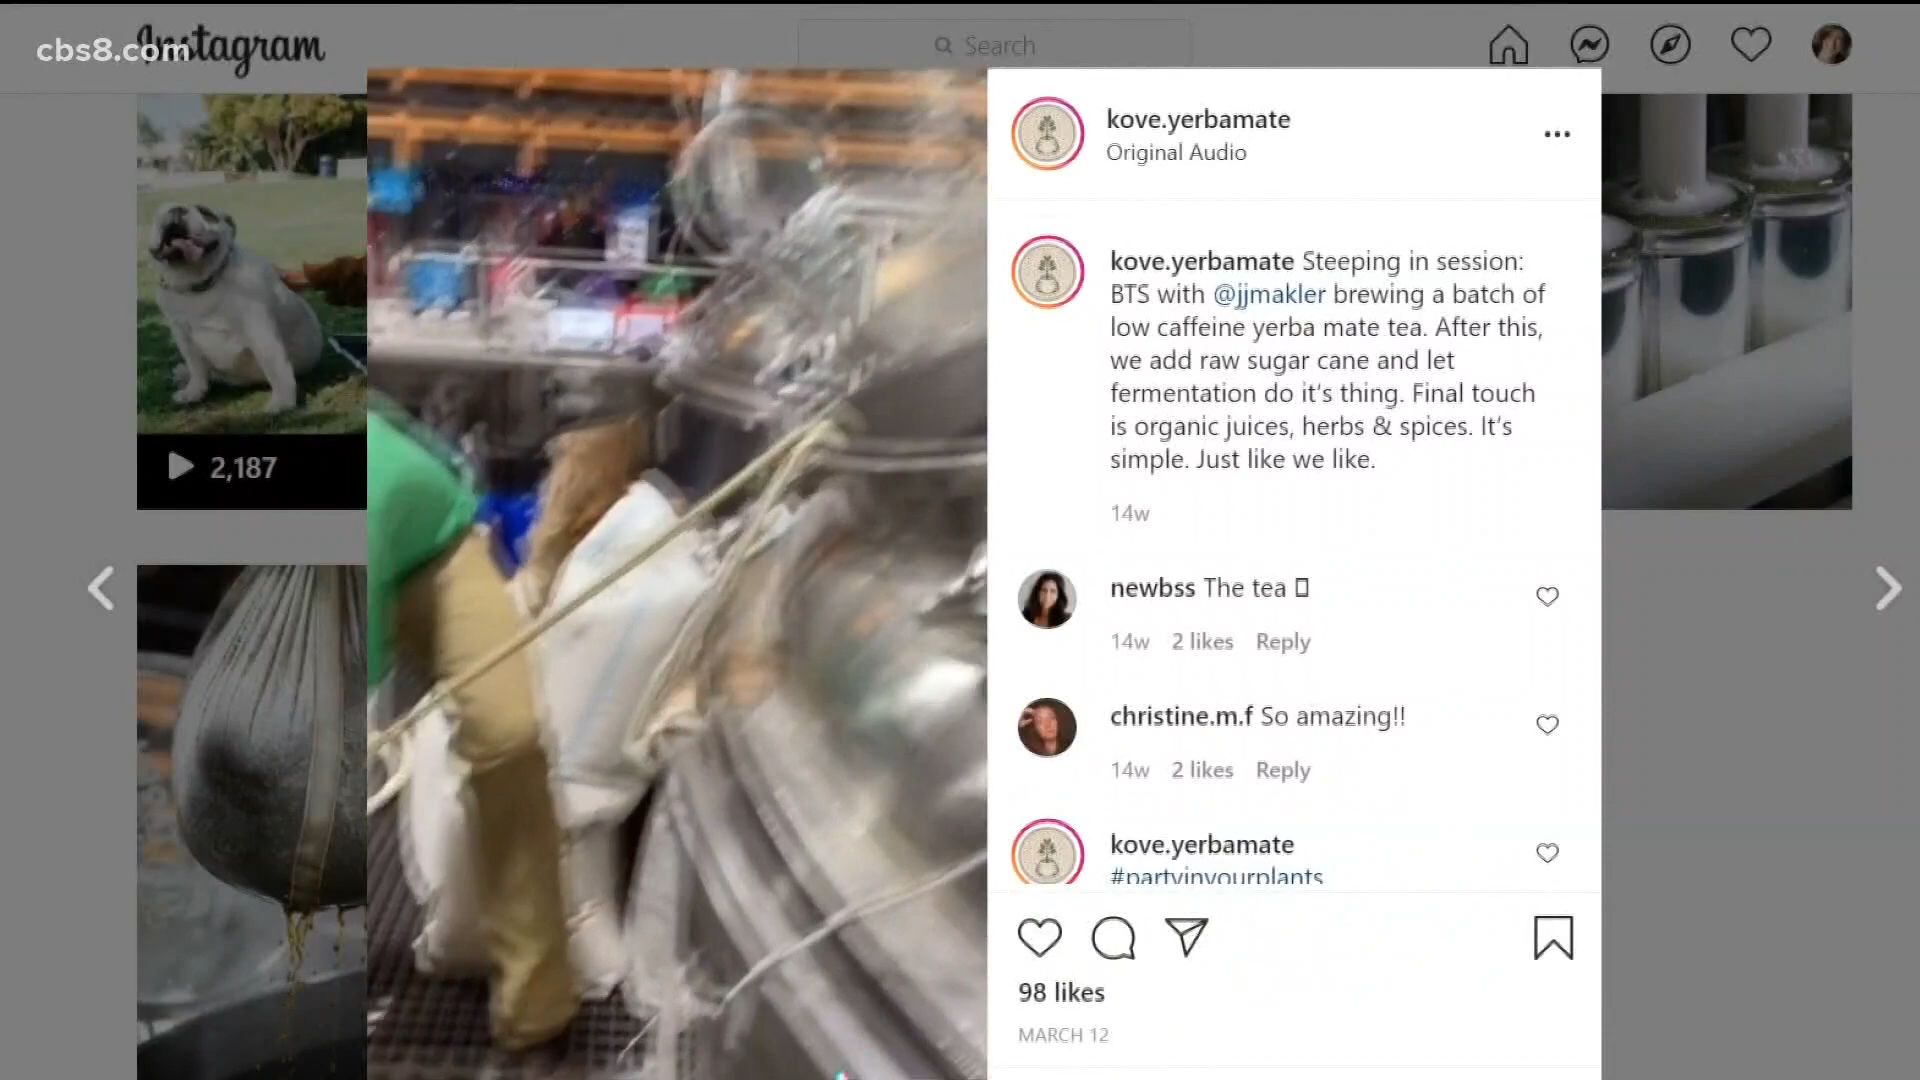 cbs8.com
Instagram
Search
kove.yerbamate
Original Audio
kove.yerbamate Steeping in session:
BTS with @jjmakler brewing a batch of
low caffeine yerba mate tea. After this,
we add raw sugar cane and let
fermentation do it's thing. Final touch
is organic juices, herbs & spices. It's
simple. Just like we like.
14w
2,187
newbss The tea
14w 2 likes Reply
christine.m.f So amazing!!
14w 2 likes Reply
kove.yerbamate
#partyinyourplants
98 likes
MARCH 12